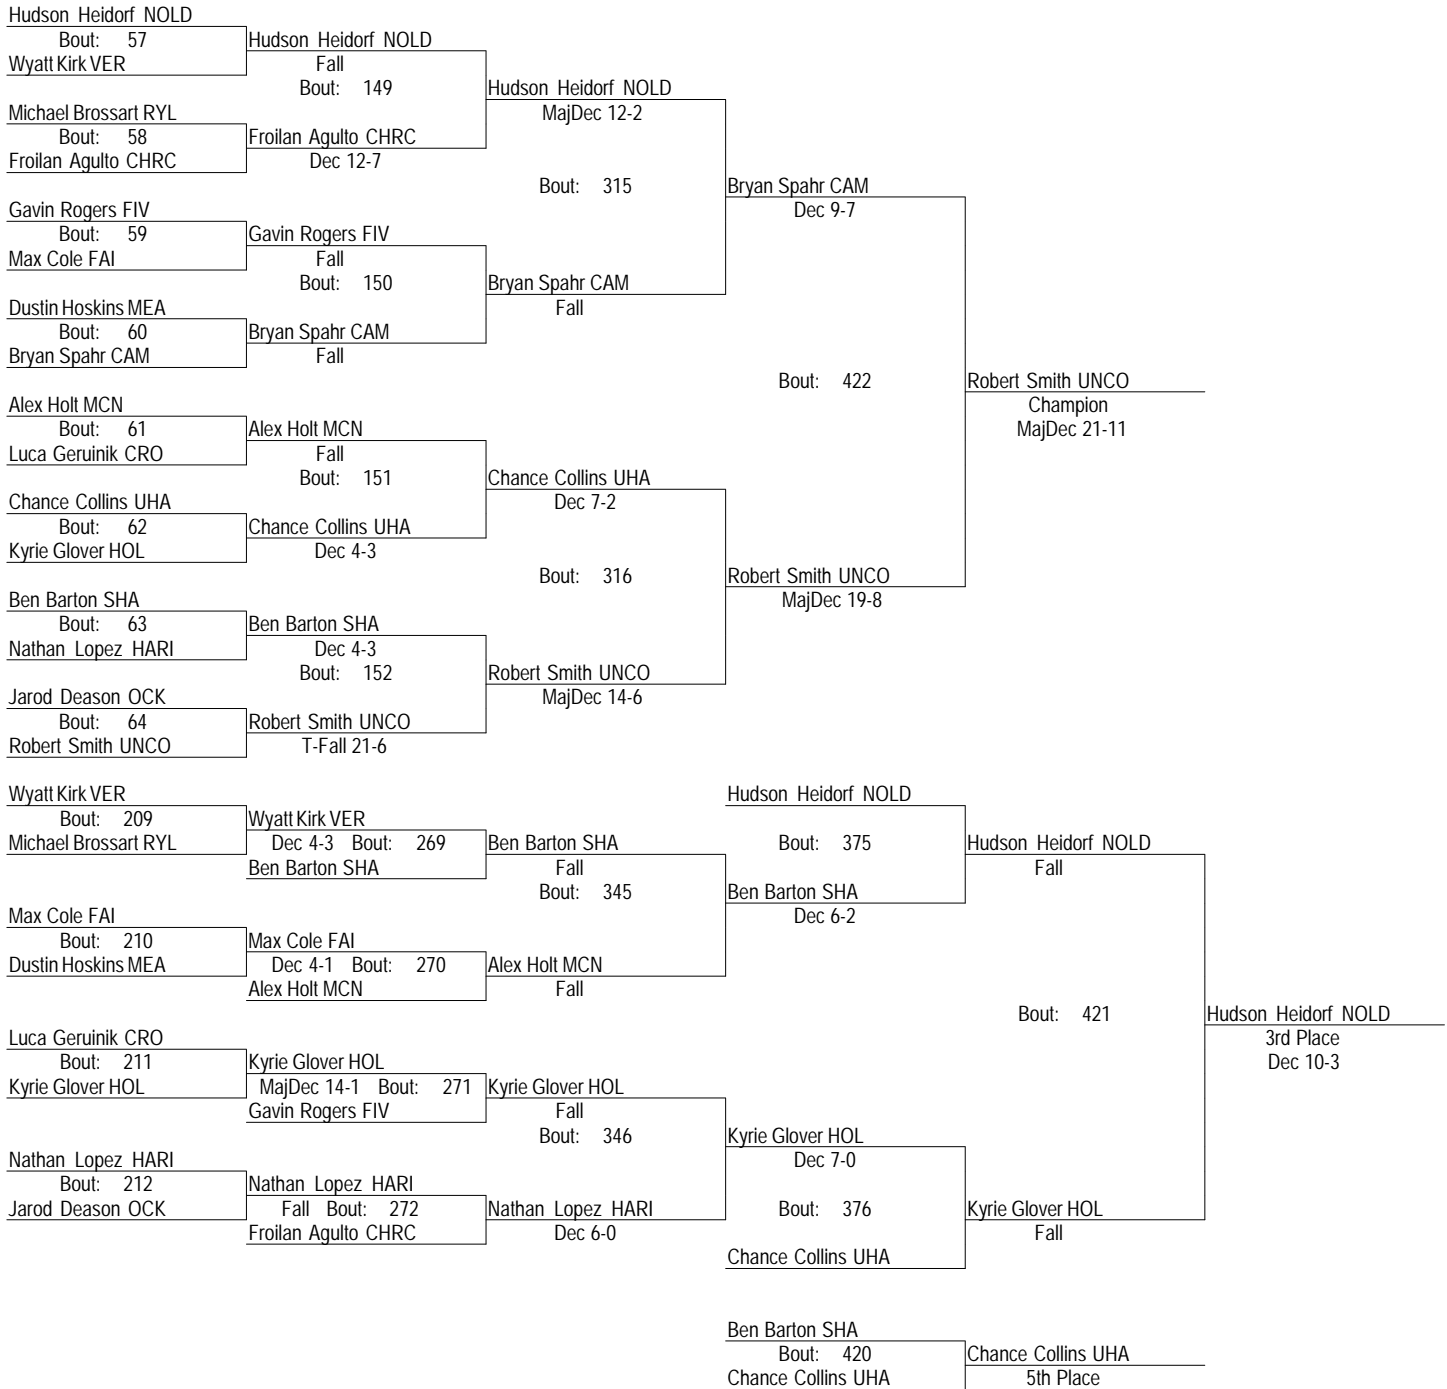 Hudson Heidorf NOLD
Bout: 57
Wyatt Kirk VER
Hudson Heidorf NOLD
Fall
Bout: 149
Michael Brossart RYL
Bout: 58
Froilan Agulto CHRC
Froilan Agulto CHRC
Dec 12-7
Hudson Heidorf NOLD
MajDec 12-2
Bout: 315
Gavin Rogers FIV
Bout: 59
Max Cole FAI
Gavin Rogers FIV
Fall
Bout: 150
Dustin Hoskins MEA
Bout: 60
Bryan Spahr CAM
Bryan Spahr CAM
Fall
Bryan Spahr CAM
Fall
Bryan Spahr CAM
Dec 9-7
Bout: 422
Alex Holt MCN
Bout: 61
Luca Geruinik CRO
Alex Holt MCN
Fall
Bout: 151
Chance Collins UHA
Bout: 62
Kyrie Glover HOL
Chance Collins UHA
Dec 4-3
Chance Collins UHA
Dec 7-2
Bout: 316
Ben Barton SHA
Bout: 63
Nathan Lopez HARI
Ben Barton SHA
Dec 4-3
Bout: 152
Jarod Deason OCK
Bout: 64
Robert Smith UNCO
Robert Smith UNCO
T-Fall 21-6
Robert Smith UNCO
MajDec 14-6
Robert Smith UNCO
MajDec 19-8
Robert Smith UNCO
Champion
MajDec 21-11
Wyatt Kirk VER
Bout: 209
Michael Brossart RYL
Wyatt Kirk VER
Dec 4-3 Bout: 269
Ben Barton SHA
Ben Barton SHA
Fall
Bout: 345
Max Cole FAI
Bout: 210
Dustin Hoskins MEA
Max Cole FAI
Dec 4-1 Bout: 270
Alex Holt MCN
Alex Holt MCN
Fall
Hudson Heidorf NOLD
Bout: 375
Ben Barton SHA
Dec 6-2
Hudson Heidorf NOLD
Fall
Bout: 421
Luca Geruinik CRO
Bout: 211
Kyrie Glover HOL
Kyrie Glover HOL
MajDec 14-1 Bout: 271
Gavin Rogers FIV
Kyrie Glover HOL
Fall
Bout: 346
Nathan Lopez HARI
Bout: 212
Jarod Deason OCK
Nathan Lopez HARI
Fall Bout: 272
Froilan Agulto CHRC
Nathan Lopez HARI
Dec 6-0
Kyrie Glover HOL
Dec 7-0
Bout: 376
Chance Collins UHA
Kyrie Glover HOL
Fall
Hudson Heidorf NOLD
3rd Place
Dec 10-3
Ben Barton SHA
Bout: 420
Chance Collins UHA
Chance Collins UHA
5th Place